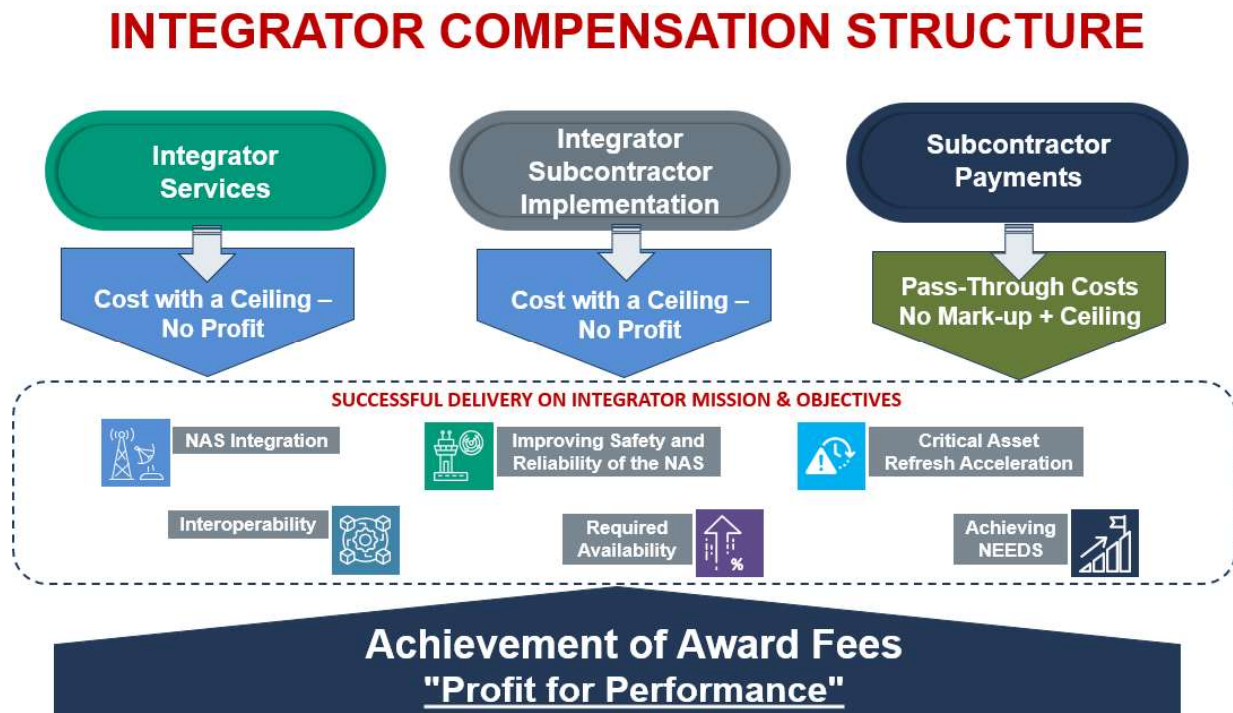 INTEGRATOR COMPENSATION STRUCTURE
Integrator
Services
Integrator
Subcontractor
Implementation
Subcontractor
Payments
Cost with a Ceiling –
No Profit
Cost with a Ceiling –
No Profit
Pass-Through Costs
No Mark-up + Ceiling
SUCCESSFUL DELIVERY ON INTEGRATOR MISSION & OBJECTIVES
NAS Integration
Improving Safety and
Reliability of the NAS
Critical Asset
Refresh Acceleration
Interoperability
Required
Availability
%
Achieving
NEEDS
Achievement of Award Fees
"Profit for Performance"